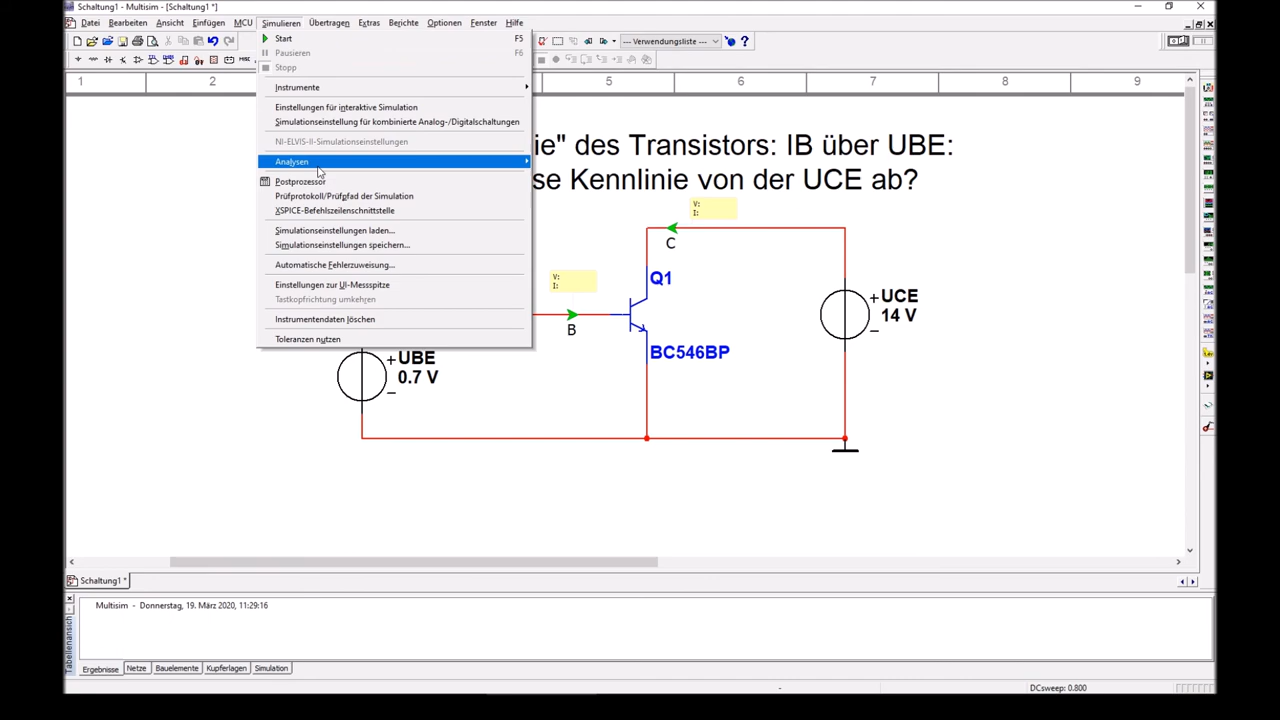 Schaltung1 - Multisim - [Schaltung1 *]
Datei Bearbeiten Ansicht Einfügen MCU Simulieren Übertragen Extras Berichte Optionen Fenster Hilfe
Start F5
Pausieren F6
Stopp
Instrumente
Einstellungen für interaktive Simulation
Simulationseinstellung für kombinierte Analog-/Digitalschaltungen
NI-ELVIS-II-Simulationseinstellungen
Analysen
Postprozessor
Prüfprotokoll/Prüfpfad der Simulation
XSPICE-Befehlszeilenschnittstelle
Simulationseinstellungen laden...
Simulationseinstellungen speichern...
Automatische Fehlerzuweisung...
Einstellungen zur UI-Messspitze
Tastkopfrichtung umkehren
Instrumentendaten löschen
Toleranzen nutzen
--- Verwendungsliste ---
MISC
1 2 5 6 7 8 9
ie" des Transistors: IB über UBE:
se Kennlinie von der UCE ab?
V:
I:
C
V:
I:
B
Q1
BC546BP
+ UCE
14 V
−
+ UBE
0.7 V
−
Schaltung1 *
Multisim - Donnerstag, 19. März 2020, 11:29:16
Tabellenansicht
Ergebnisse Netze Bauelemente Kupferlagen Simulation
- DCsweep: 0.800